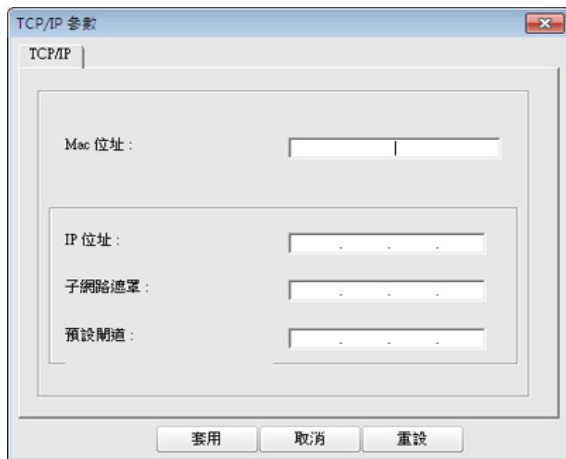 TCP/IP 參數
TCP/IP
Mac 位址 :
IP 位址 :
子網路遮罩 :
預設閘道 :
套用 取消 重設